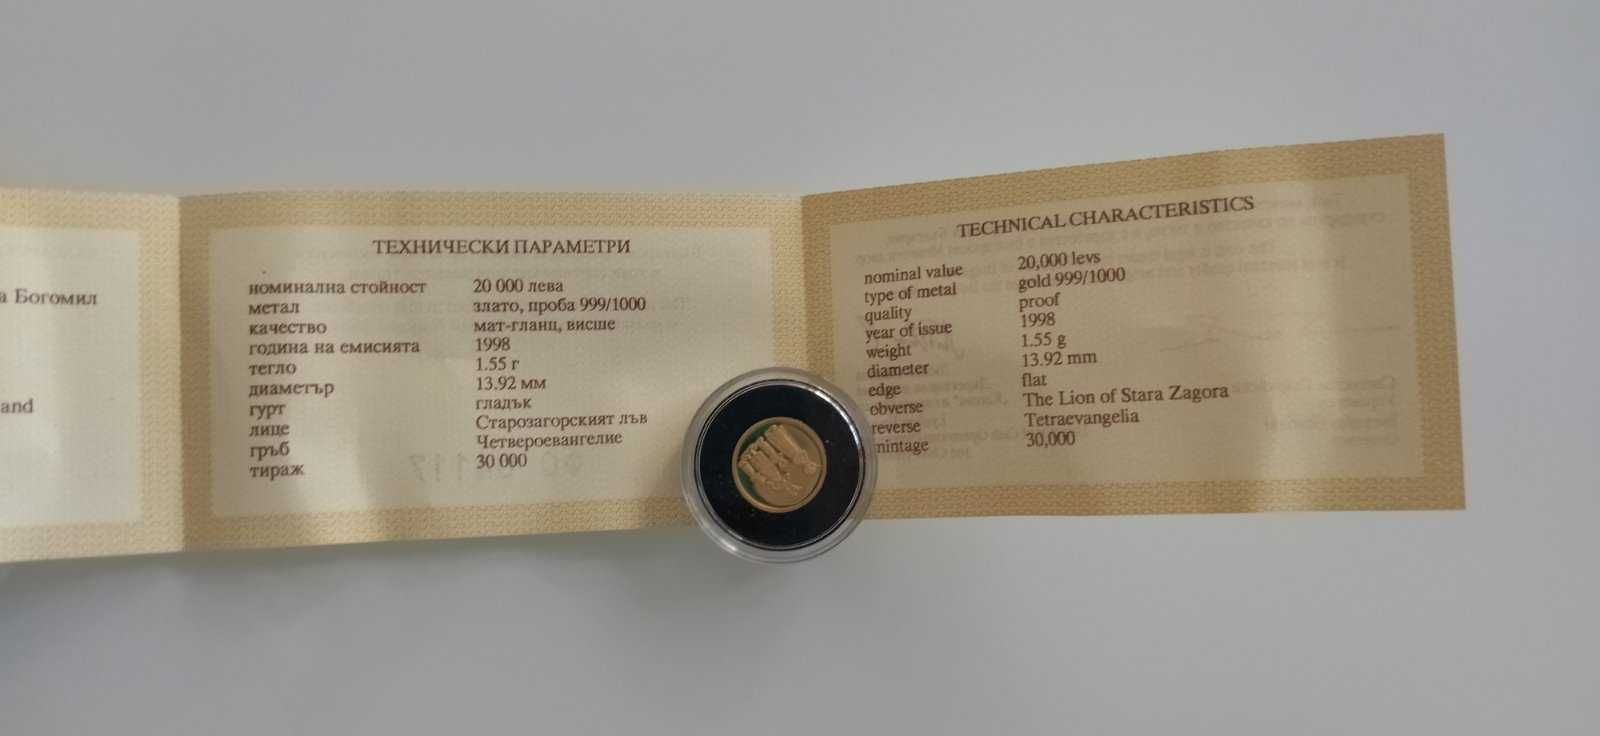 а Богомил
and
ТЕХНИЧЕСКИ ПАРАМЕТРИ
номинална стойност 20 000 лева
метал злато, проба 999/1000
качество мат-гланц, висше
година на емисията 1998
тегло 1.55 г
диаметър 13.92 мм
гурт гладък
лице Старозагорският лъв
гръб Четвероевангелие
тираж 30 000
TECHNICAL CHARACTERISTICS
nominal value 20,000 levs
type of metal gold 999/1000
quality proof
year of issue 1998
weight 1.55 g
diameter 13.92 mm
edge flat
obverse The Lion of Stara Zagora
reverse Tetraevangelia
mintage 30,000